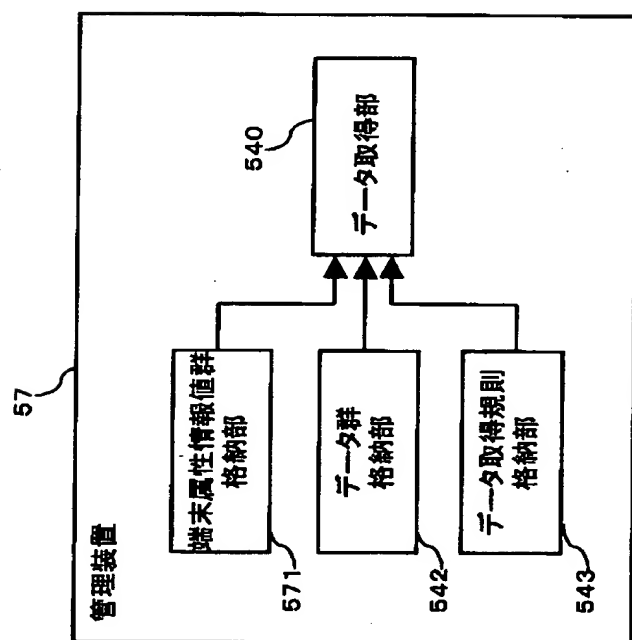 57
管理装置
端末属性情報値群
格納部
571
データ群
格納部
542
データ取得規則
格納部
543
540
データ取得部